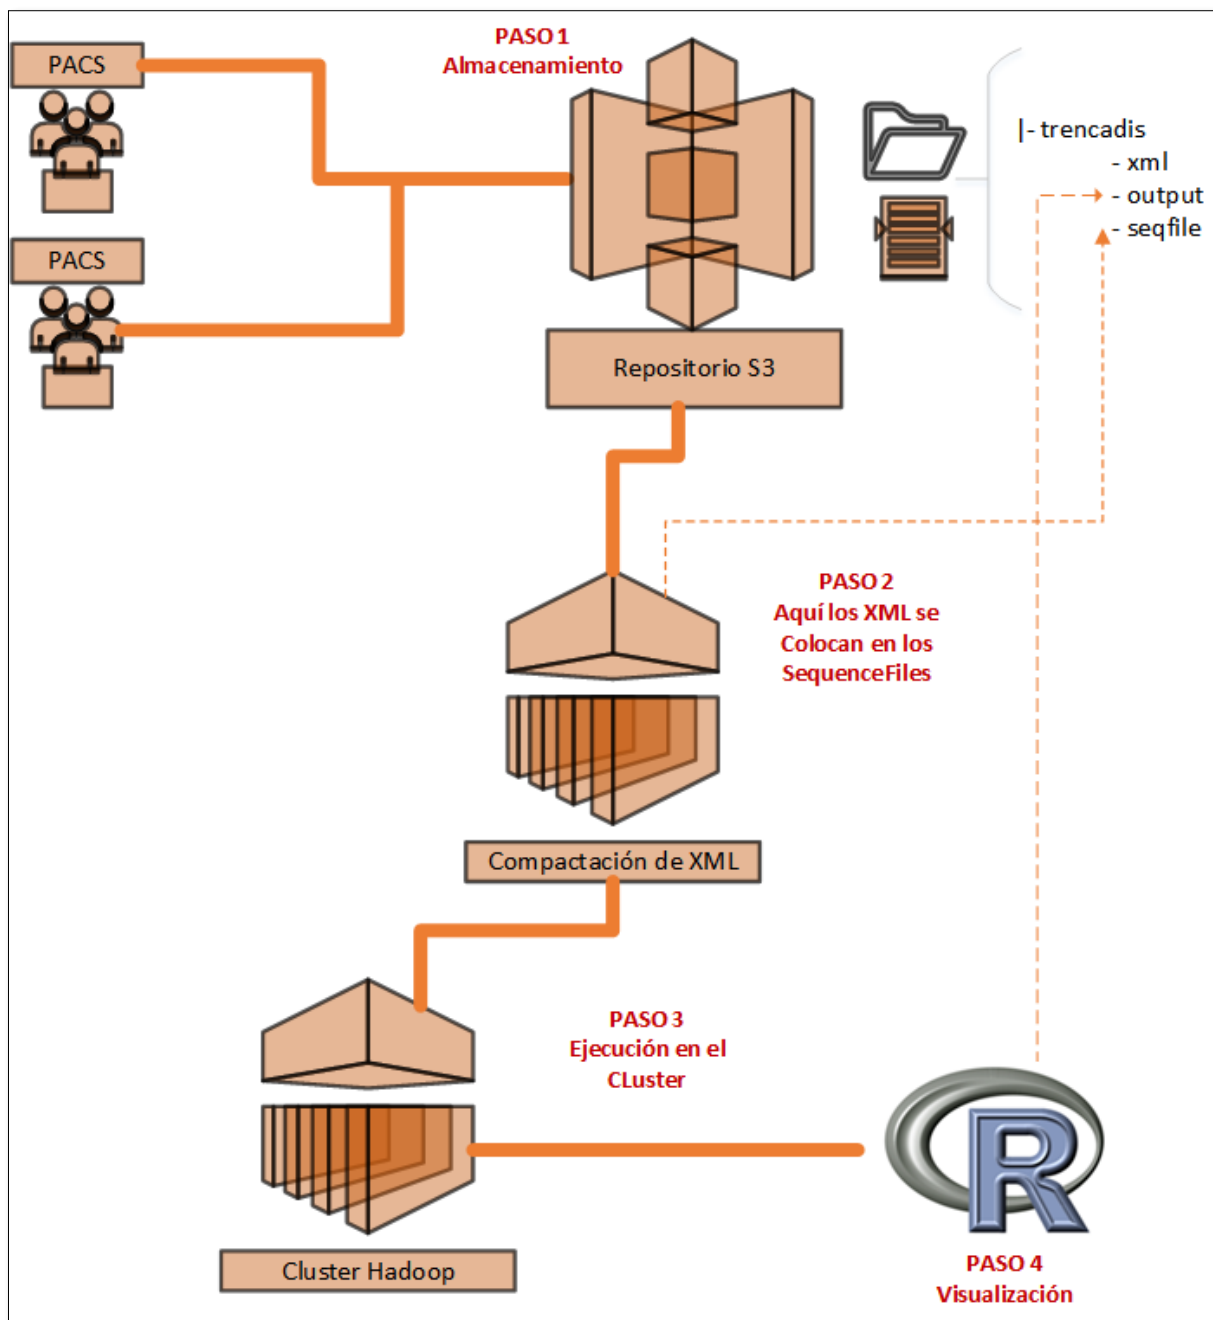 PASO 1
Almacenamiento
PACS
PACS
|- trencadis
- xml
- output
- seqfile
Repositorio S3
PASO 2
Aquí los XML se
Colocan en los
SequenceFiles
Compactación de XML
PASO 3
Ejecución en el
CLuster
Cluster Hadoop
R
PASO 4
Visualización